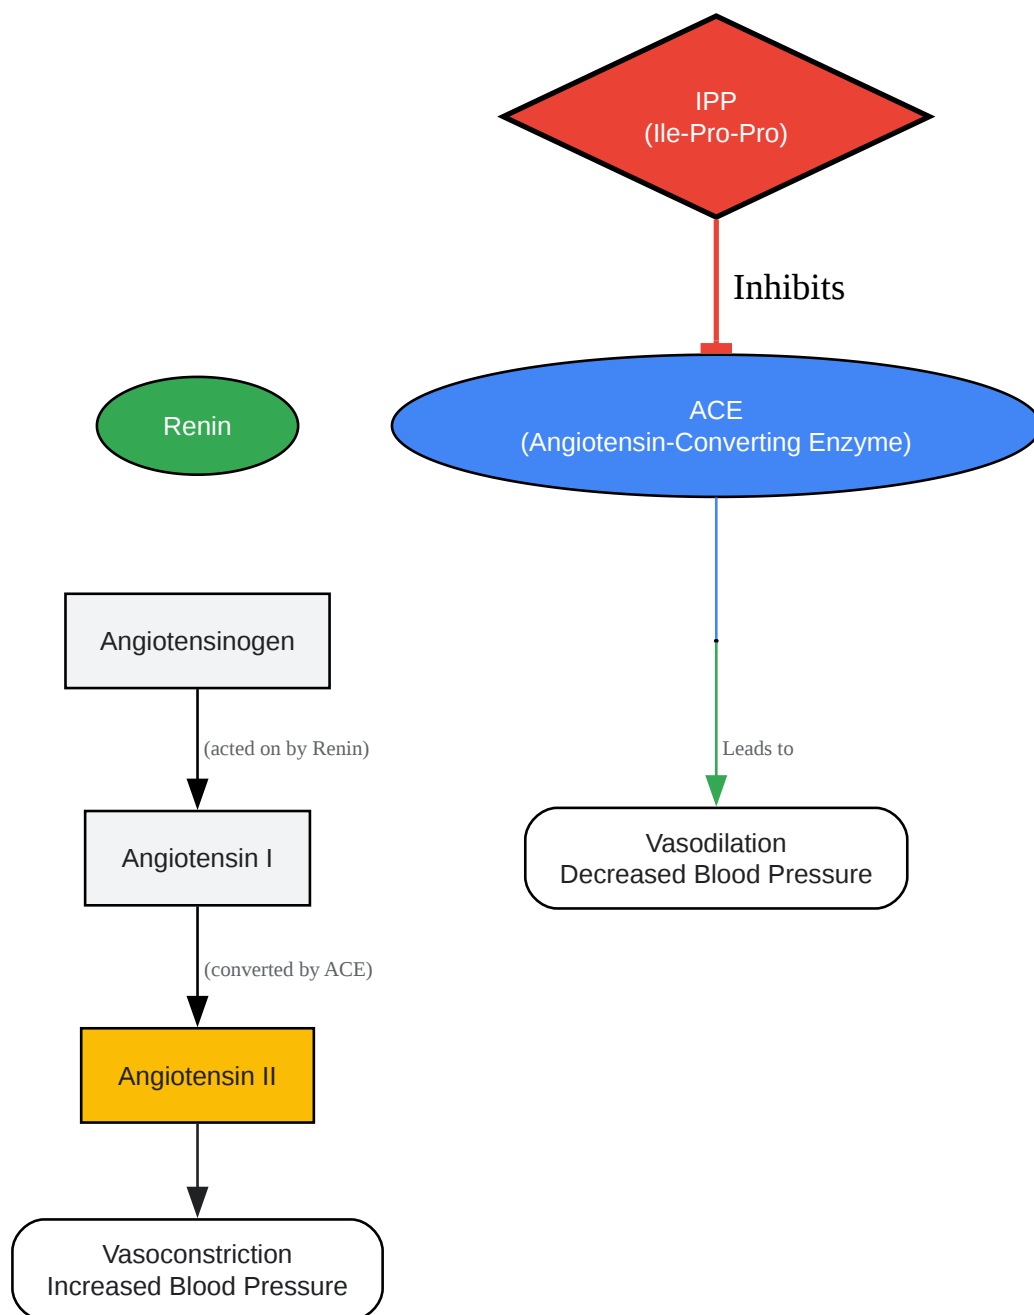 IPP
(Ile-Pro-Pro)
Inhibits
Renin
ACE
(Angiotensin-Converting Enzyme)
Angiotensinogen
(acted on by Renin)
Leads to
Angiotensin I
Vasodilation
Decreased Blood Pressure
(converted by ACE)
Angiotensin II
Vasoconstriction
Increased Blood Pressure